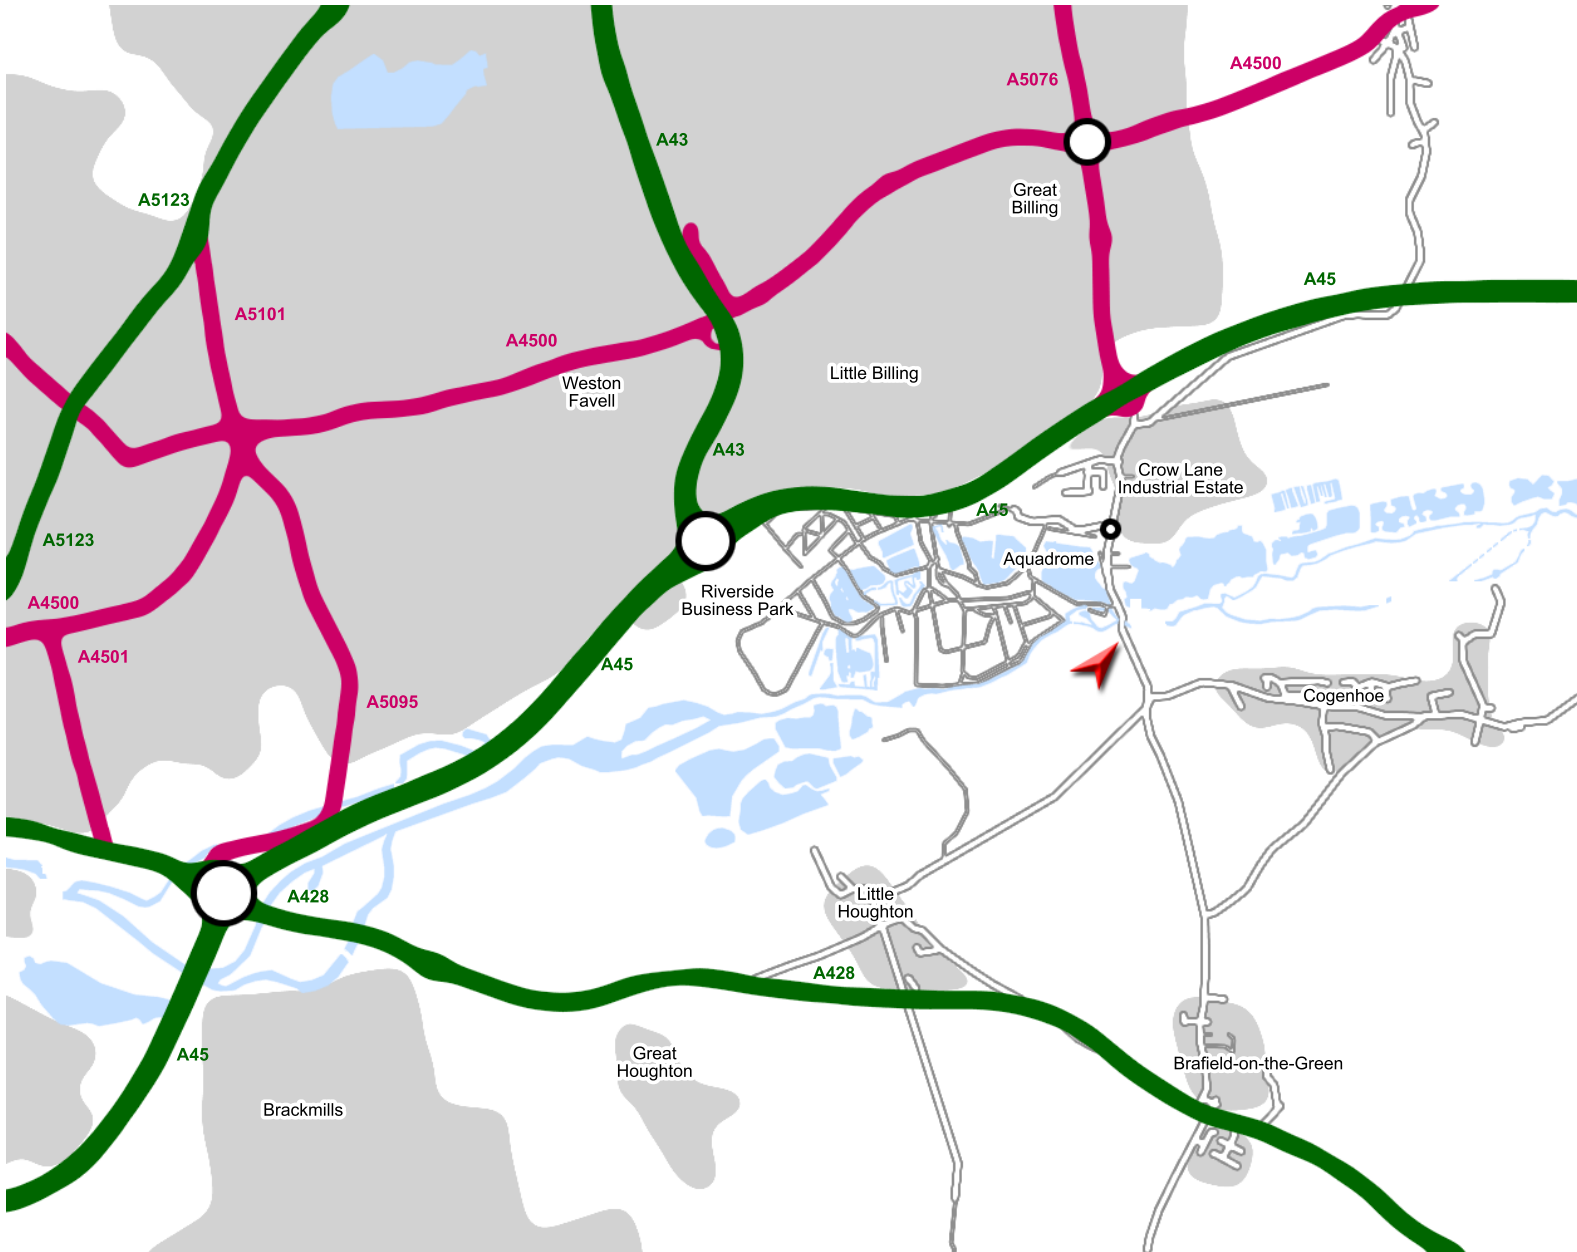 A4500
A5076
A43
A5123
Great
Billing
A45
A5101
A4500
Little Billing
Weston
Favell
A43
Crow Lane
Industrial Estate
A45
A5123
Aquadrome
Riverside
Business Park
A4500
A4501
A45
A5095
Cogenhoe
A428
Little
Houghton
A428
A45
Great
Houghton
Brafield-on-the-Green
Brackmills